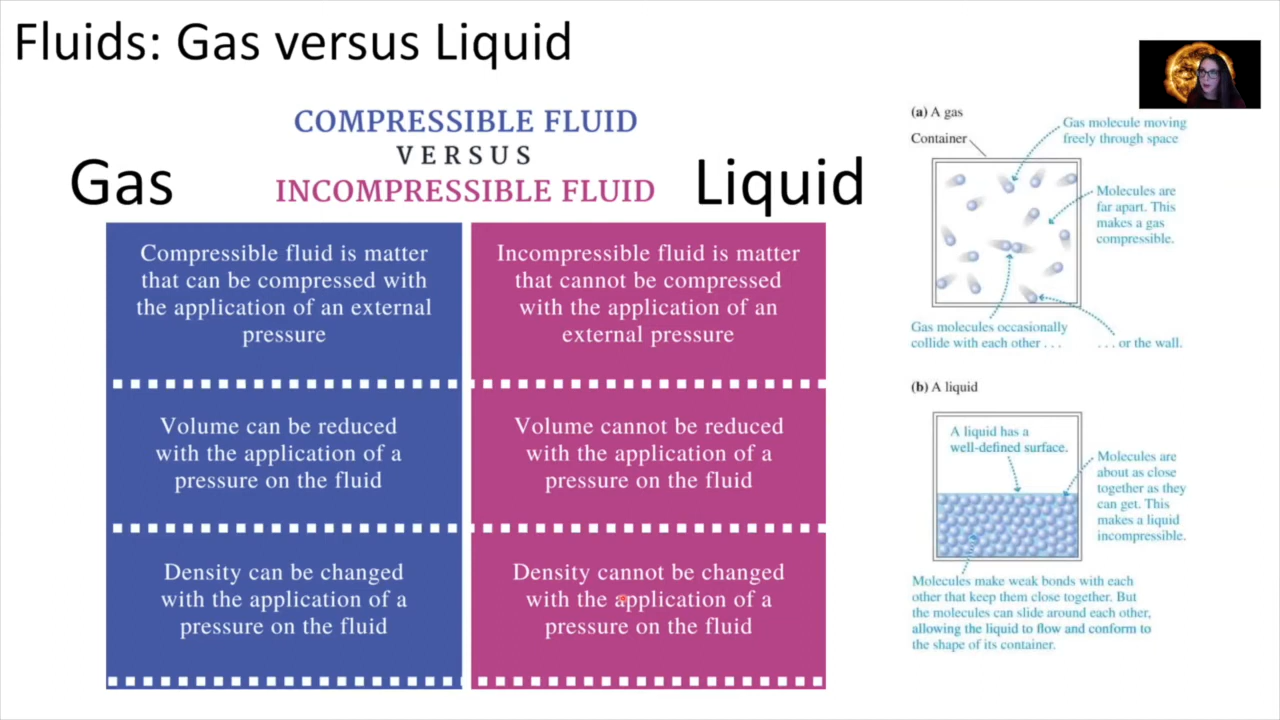 Fluids: Gas versus Liquid
COMPRESSIBLE FLUID
VERSUS
INCOMPRESSIBLE FLUID
Gas
Liquid
Compressible fluid is matter
that can be compressed with
the application of an external
pressure
Volume can be reduced
with the application of a
pressure on the fluid
Density can be changed
with the application of a
pressure on the fluid
Incompressible fluid is matter
that cannot be compressed
with the application of an
external pressure
Volume cannot be reduced
with the application of a
pressure on the fluid
Density cannot be changed
with the application of a
pressure on the fluid
(a) A gas
Container
Gas molecule moving
freely through space
Molecules are
far apart. This
makes a gas
compressible.
Gas molecules occasionally
collide with each other . . .
. . . or the wall.
(b) A liquid
A liquid has a
well-defined surface.
Molecules are
about as close
together as they
can get. This
makes a liquid
incompressible.
Molecules make weak bonds with each
other that keep them close together. But
the molecules can slide around each other,
allowing the liquid to flow and conform to
the shape of its container.